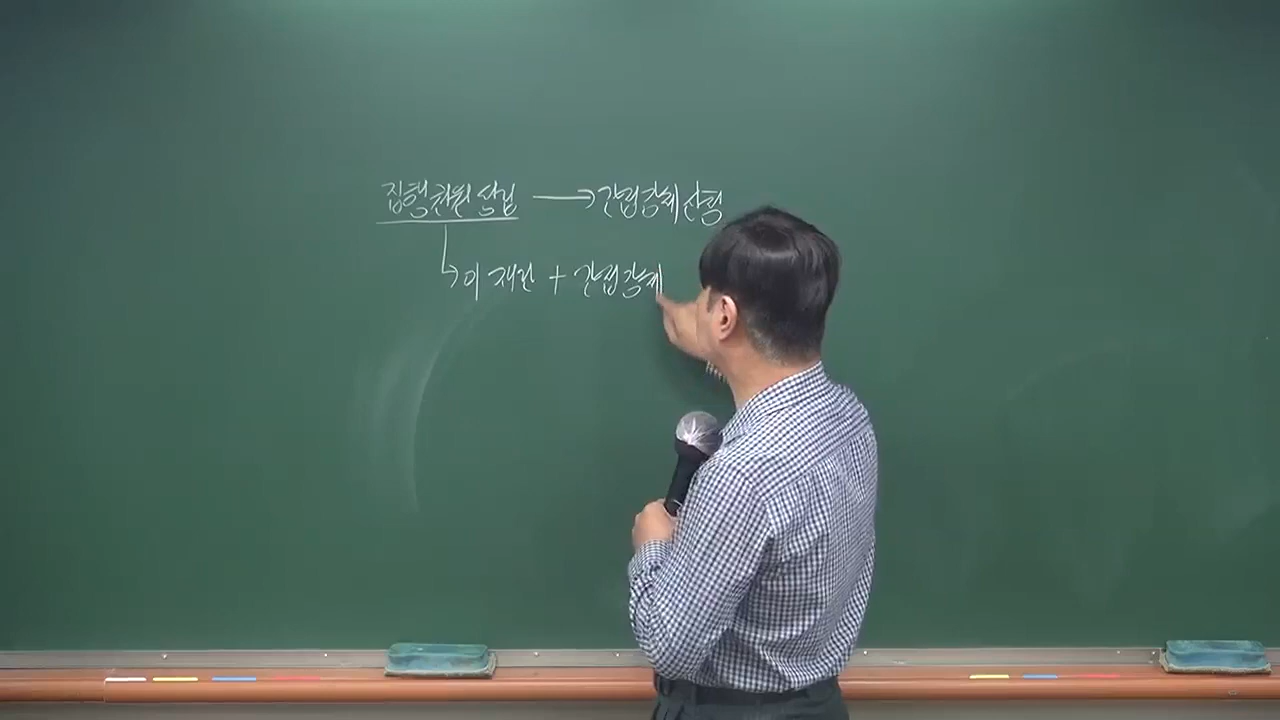 집행권원 성립 → 간접강제 신청
↳ 이 재판 + 간접강제